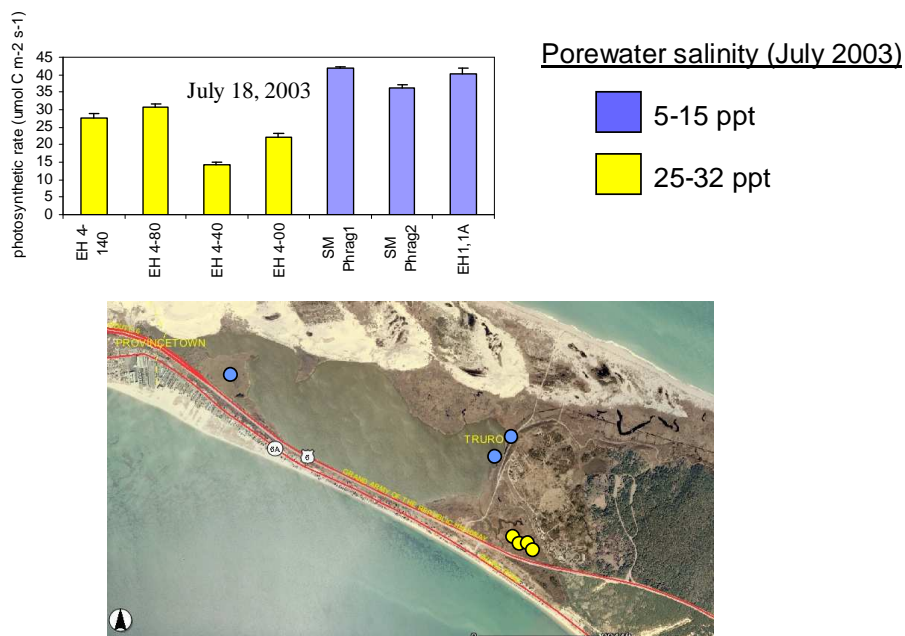 photosynthetic rate (umol C m-2 s-1)
45
40
35
30
25
20
15
10
5
0
July 18, 2003
EH 4-
140
EH 4-80
EH 4-40
EH 4-00
SM
Phrag1
SM
Phrag2
EH1,1A
Porewater salinity (July 2003)
5-15 ppt
25-32 ppt
PROVINCETOWN
TRURO
6A
6
GRAND ARMY OF THE REPUBLIC HIGHWAY